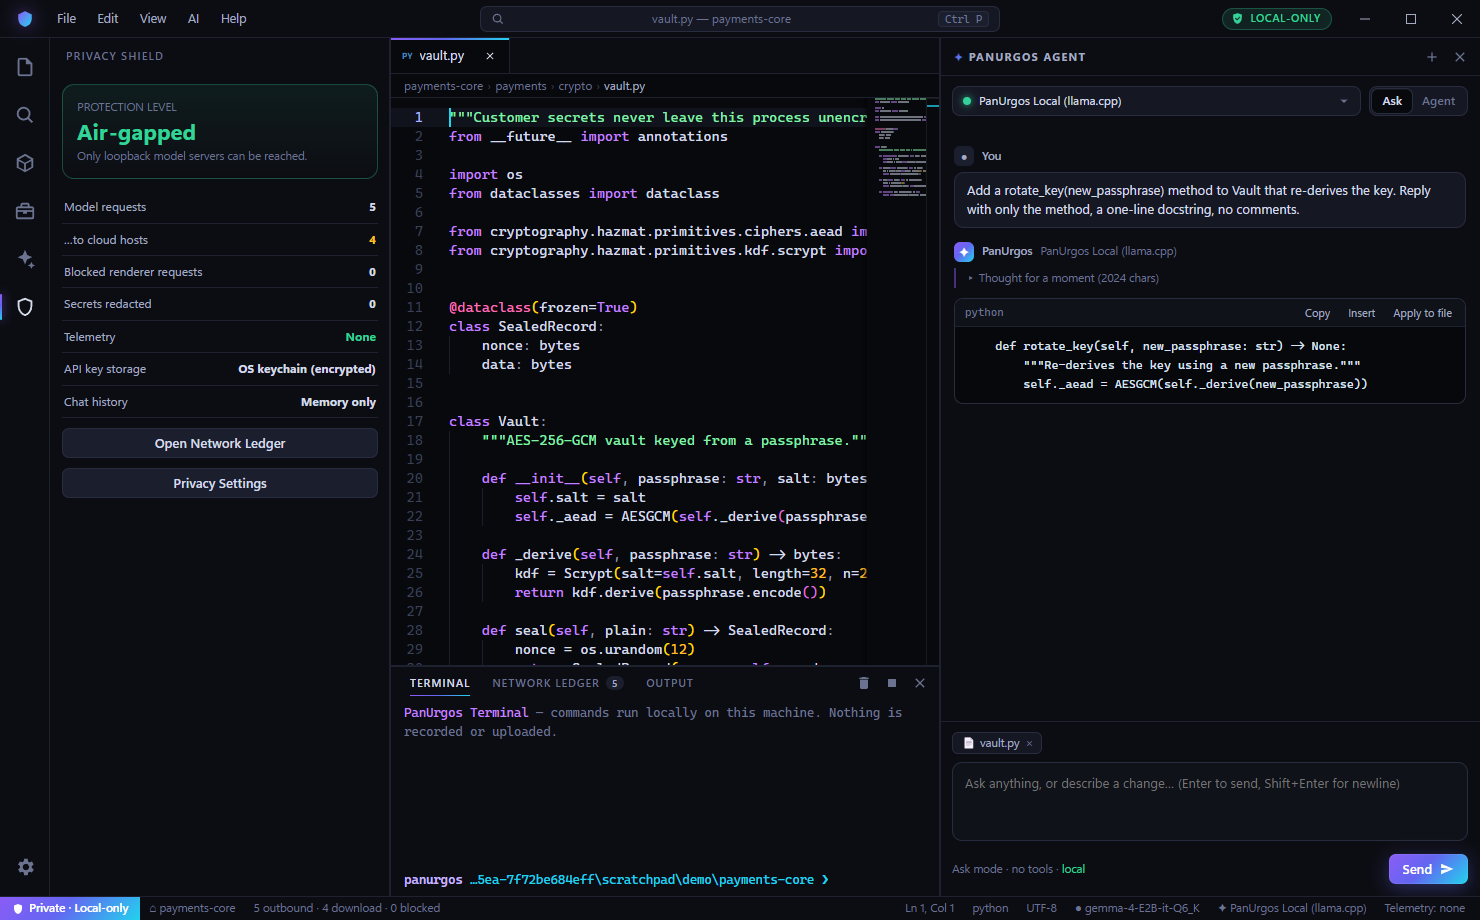 File Edit View AI Help
vault.py — payments-core Ctrl P
LOCAL-ONLY
PRIVACY SHIELD
PROTECTION LEVEL
Air-gapped
Only loopback model servers can be reached.
Model requests 5
...to cloud hosts 4
Blocked renderer requests 0
Secrets redacted 0
Telemetry None
API key storage OS keychain (encrypted)
Chat history Memory only
Open Network Ledger
Privacy Settings
PY vault.py ×
payments-core › payments › crypto › vault.py
1 """Customer secrets never leave this process unencr
2 from __future__ import annotations
3
4 import os
5 from dataclasses import dataclass
6
7 from cryptography.hazmat.primitives.ciphers.aead im
8 from cryptography.hazmat.primitives.kdf.scrypt impo
9
10
11 @dataclass(frozen=True)
12 class SealedRecord:
13 nonce: bytes
14 data: bytes
15
16
17 class Vault:
18 """AES-256-GCM vault keyed from a passphrase.""
19
20 def __init__(self, passphrase: str, salt: bytes
21 self.salt = salt
22 self._aead = AESGCM(self._derive(passphrase
23
24 def _derive(self, passphrase: str) -> bytes:
25 kdf = Scrypt(salt=self.salt, length=32, n=2
26 return kdf.derive(passphrase.encode())
27
28 def seal(self, plain: str) -> SealedRecord:
29 nonce = os.urandom(12)
TERMINAL NETWORK LEDGER 5 OUTPUT
PanUrgos Terminal — commands run locally on this machine. Nothing is
recorded or uploaded.
panurgos …5ea-7f72be684eff\scratchpad\demo\payments-core ❯
PANURGOS AGENT
PanUrgos Local (llama.cpp)
Ask Agent
You
Add a rotate_key(new_passphrase) method to Vault that re-derives the key. Reply
with only the method, a one-line docstring, no comments.
PanUrgos PanUrgos Local (llama.cpp)
Thought for a moment (2024 chars)
python Copy Insert Apply to file
def rotate_key(self, new_passphrase: str) -> None:
"""Re-derives the key using a new passphrase."""
self._aead = AESGCM(self._derive(new_passphrase))
vault.py ×
Ask anything, or describe a change... (Enter to send, Shift+Enter for newline)
Ask mode · no tools · local
Send
Private · Local-only payments-core 5 outbound · 4 download · 0 blocked Ln 1, Col 1 python UTF-8 gemma-4-E2B-it-Q6_K PanUrgos Local (llama.cpp) Telemetry: none